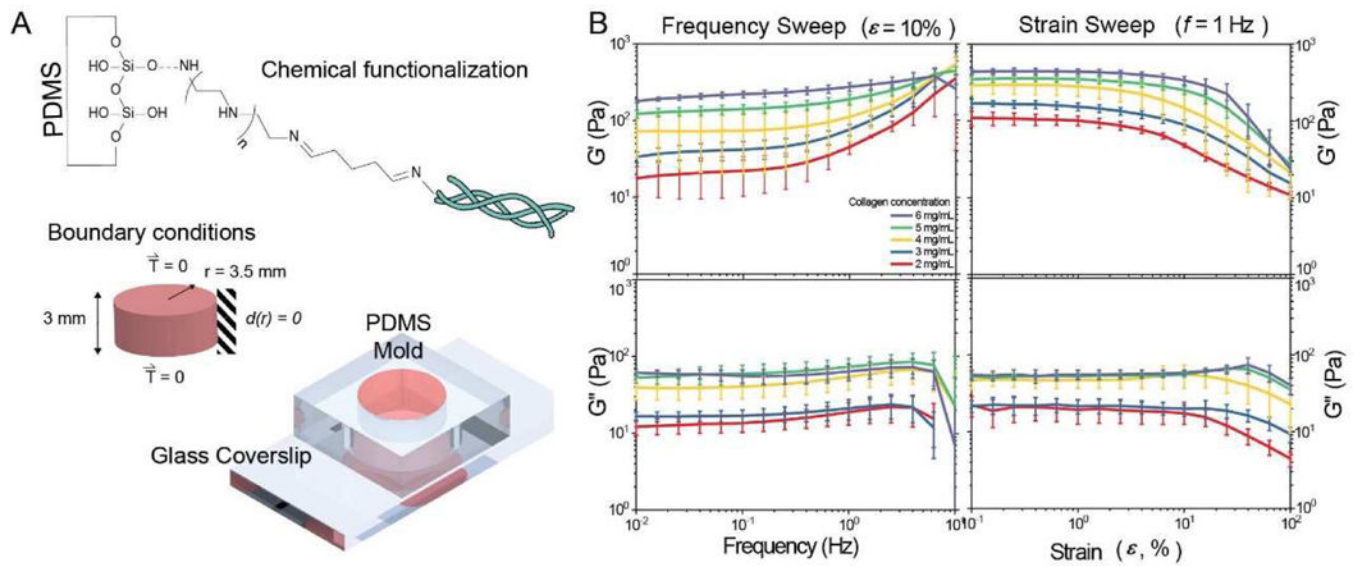 A
PDMS
O
HO
Si
O
NH
O
HO
Si
OH
O
HN
n
N
N
Chemical functionalization
Boundary conditions
T⃗ = 0
r = 3.5 mm
3 mm
d(r) = 0
T⃗ = 0
PDMS
Mold
Glass Coverslip
B
Frequency Sweep (ε = 10%)
Strain Sweep (f = 1 Hz)
G' (Pa)
10³
10²
10¹
10⁰
Collagen concentration
6 mg/mL
5 mg/mL
4 mg/mL
3 mg/mL
2 mg/mL
10³
10²
10¹
10⁰
G' (Pa)
G'' (Pa)
10³
10²
10¹
10⁰
10³
10²
10¹
10⁰
G'' (Pa)
10⁻² 10⁻¹ 10⁰ 10¹
10⁻¹ 10⁰ 10¹ 10²
Frequency (Hz)
Strain (ε, %)